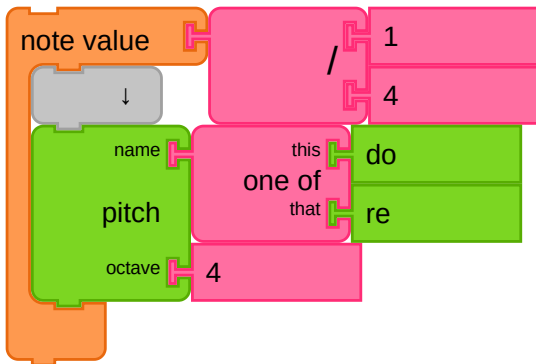 note value
/
1
4
↓
name
pitch
octave
this
one of
that
do
re
4